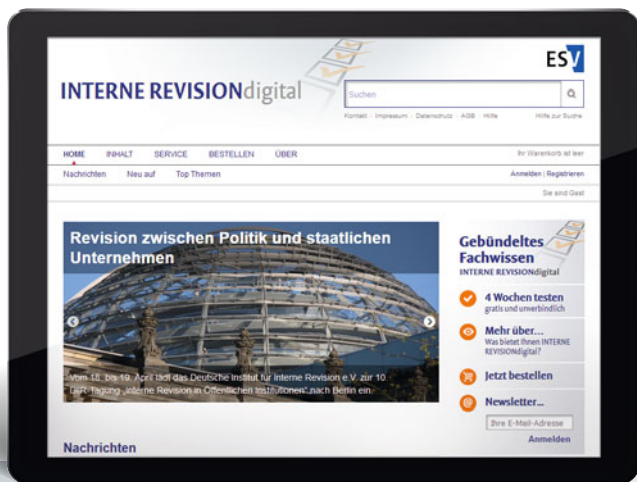 ESV
INTERNE REVISIONdigital
Suchen
Kontakt · Impressum · Datenschutz · AGB · Hilfe
Hilfe zur Suche
HOME INHALT SERVICE BESTELLEN ÜBER
Ihr Warenkorb ist leer
Nachrichten Neu auf Top Themen
Anmelden | Registrieren
Sie sind Gast
Revision zwischen Politik und staatlichen
Unternehmen
Vom 18. bis 19. April lädt das Deutsche Institut für Interne Revision e.V. zur 10.
DIIR-Tagung „Interne Revision in Öffentlichen Institutionen“ nach Berlin ein.
Gebündeltes
Fachwissen
INTERNE REVISIONdigital
4 Wochen testen
gratis und unverbindlich
Mehr über...
Was bietet Ihnen INTERNE
REVISIONdigital?
Jetzt bestellen
@ Newsletter...
Ihre E-Mail-Adresse
Anmelden
Nachrichten